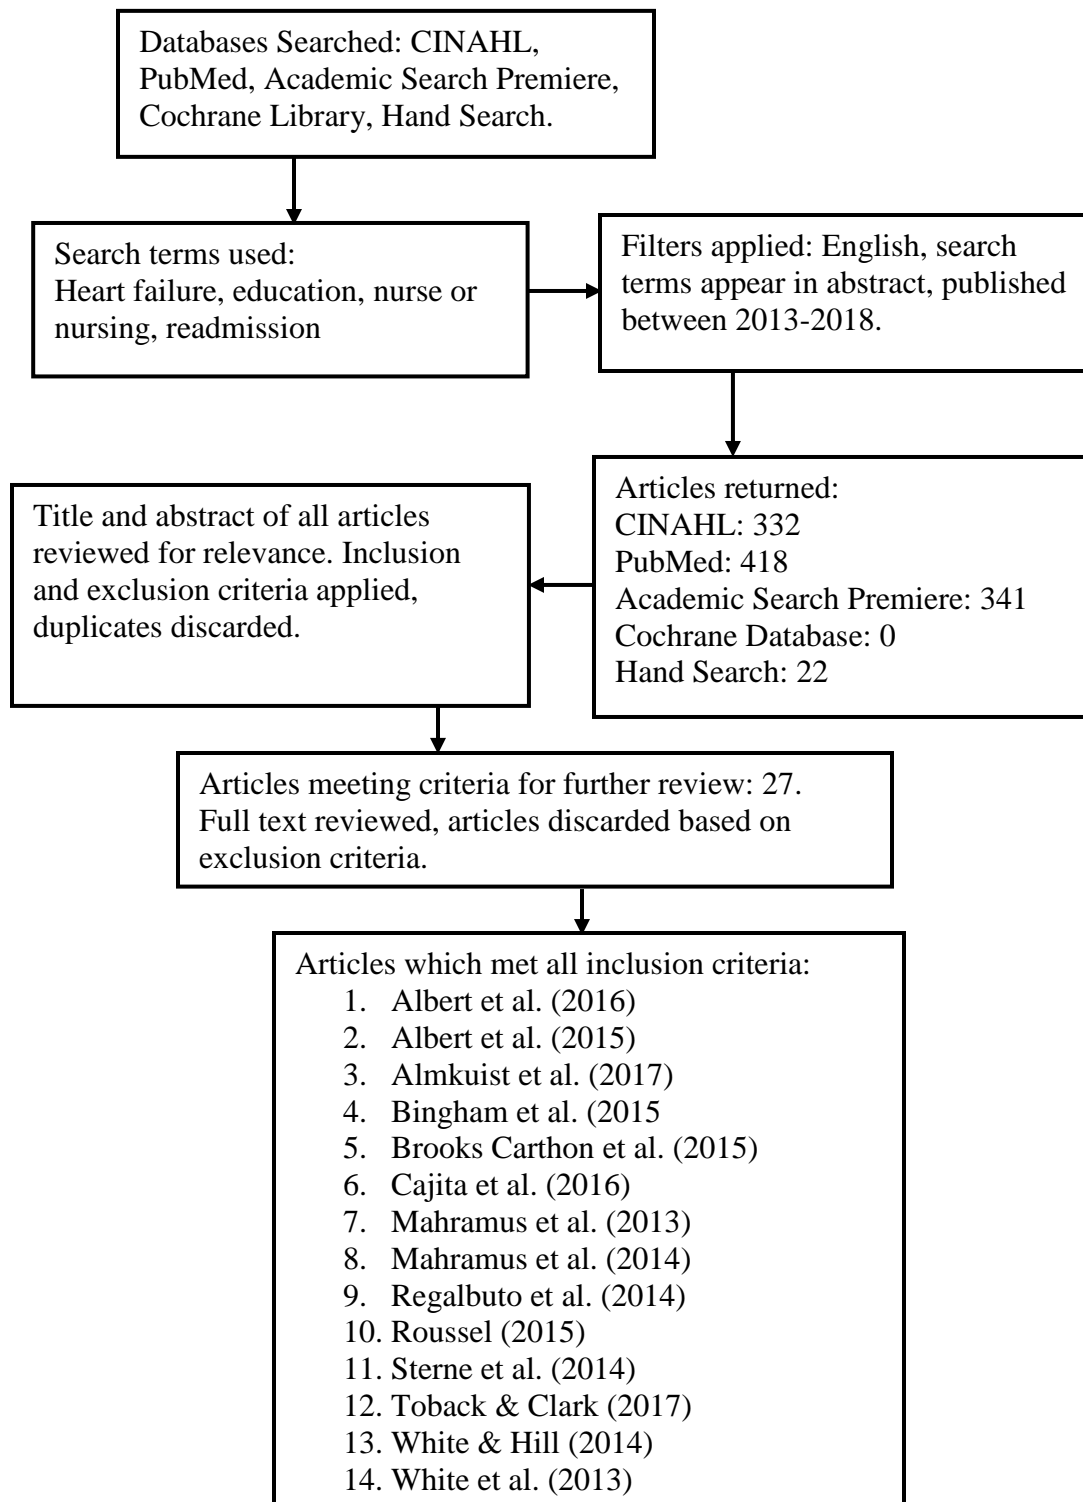 Databases Searched: CINAHL,
PubMed, Academic Search Premiere,
Cochrane Library, Hand Search.
Search terms used:
Heart failure, education, nurse or
nursing, readmission
Filters applied: English, search
terms appear in abstract, published
between 2013-2018.
Articles returned:
CINAHL: 332
PubMed: 418
Academic Search Premiere: 341
Cochrane Database: 0
Hand Search: 22
Title and abstract of all articles
reviewed for relevance. Inclusion
and exclusion criteria applied,
duplicates discarded.
Articles meeting criteria for further review: 27.
Full text reviewed, articles discarded based on
exclusion criteria.
Articles which met all inclusion criteria:
1. Albert et al. (2016)
2. Albert et al. (2015)
3. Almkuist et al. (2017)
4. Bingham et al. (2015
5. Brooks Carthon et al. (2015)
6. Cajita et al. (2016)
7. Mahramus et al. (2013)
8. Mahramus et al. (2014)
9. Regalbuto et al. (2014)
10. Roussel (2015)
11. Sterne et al. (2014)
12. Toback & Clark (2017)
13. White & Hill (2014)
14. White et al. (2013)